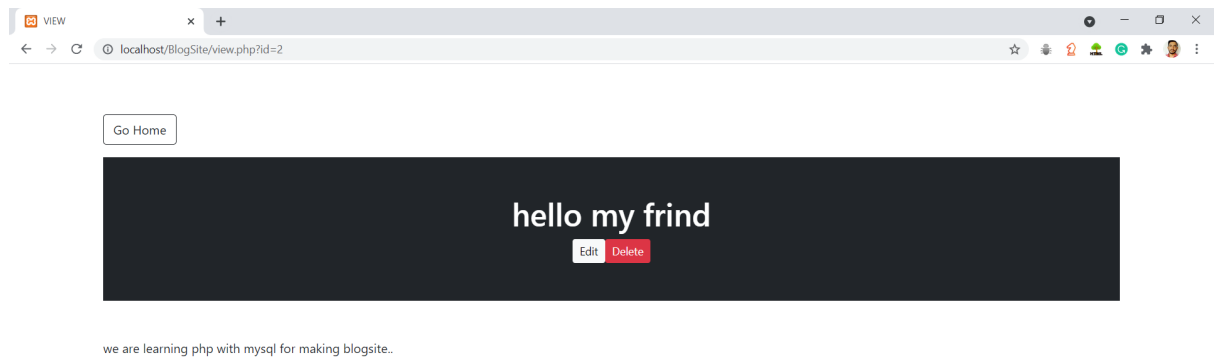 VIEW
localhost/BlogSite/view.php?id=2
Go Home
hello my frind
Edit Delete
we are learning php with mysql for making blogsite..